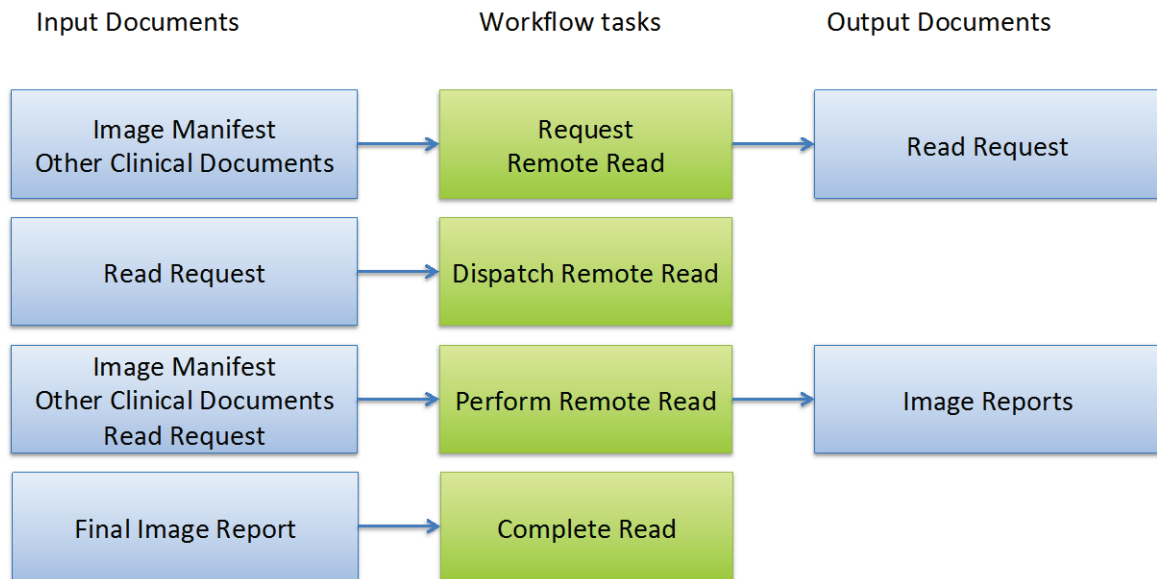 Input Documents
Workflow tasks
Output Documents
Image Manifest
Other Clinical Documents
Request
Remote Read
Read Request
Read Request
Dispatch Remote Read
Image Manifest
Other Clinical Documents
Read Request
Perform Remote Read
Image Reports
Final Image Report
Complete Read